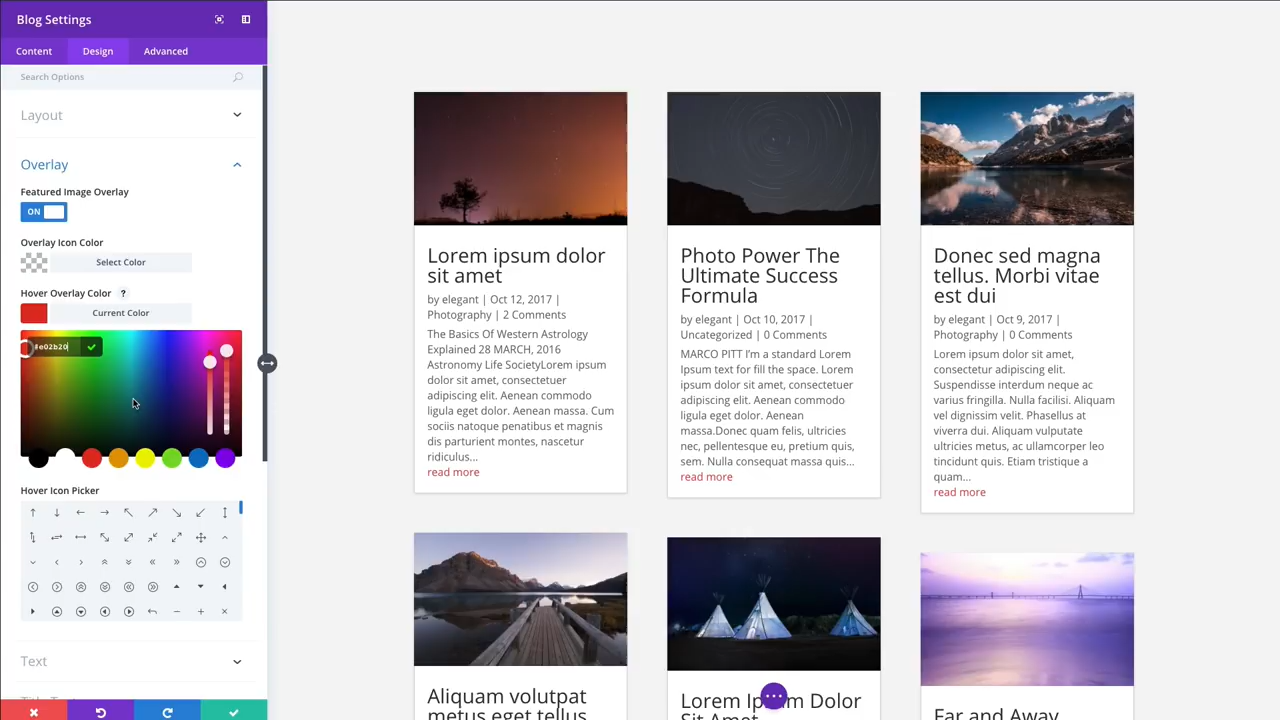 Blog Settings
Content
Design
Advanced
Search Options
Layout
Overlay
Featured Image Overlay
ON
Overlay Icon Color
Select Color
Hover Overlay Color ?
Current Color
#e02b20
Hover Icon Picker
Text
Lorem ipsum dolor
sit amet
by elegant | Oct 12, 2017 |
Photography | 2 Comments
The Basics Of Western Astrology
Explained 28 MARCH, 2016
Astronomy Life SocietyLorem ipsum
dolor sit amet, consectetuer
adipiscing elit. Aenean commodo
ligula eget dolor. Aenean massa. Cum
sociis natoque penatibus et magnis
dis parturient montes, nascetur
ridiculus...
read more
Photo Power The
Ultimate Success
Formula
by elegant | Oct 10, 2017 |
Uncategorized | 0 Comments
MARCO PITT I’m a standard Lorem
Ipsum text for fill the space. Lorem
ipsum dolor sit amet, consectetuer
adipiscing elit. Aenean commodo
ligula eget dolor. Aenean
massa.Donec quam felis, ultricies
nec, pellentesque eu, pretium quis,
sem. Nulla consequat massa quis...
read more
Donec sed magna
tellus. Morbi vitae
est dui
by elegant | Oct 9, 2017 |
Photography | 0 Comments
Lorem ipsum dolor sit amet,
consectetur adipiscing elit.
Suspendisse interdum neque ac
varius fringilla. Nulla facilisi. Aliquam
vel dignissim velit. Phasellus at
viverra dui. Aliquam vulputate
ultricies metus, ac ullamcorper leo
tincidunt quis. Etiam tristique a
quam...
read more
Aliquam volutpat
metus eget tellus
Lorem Ipsum Dolor
Sit Amet
Far and Away